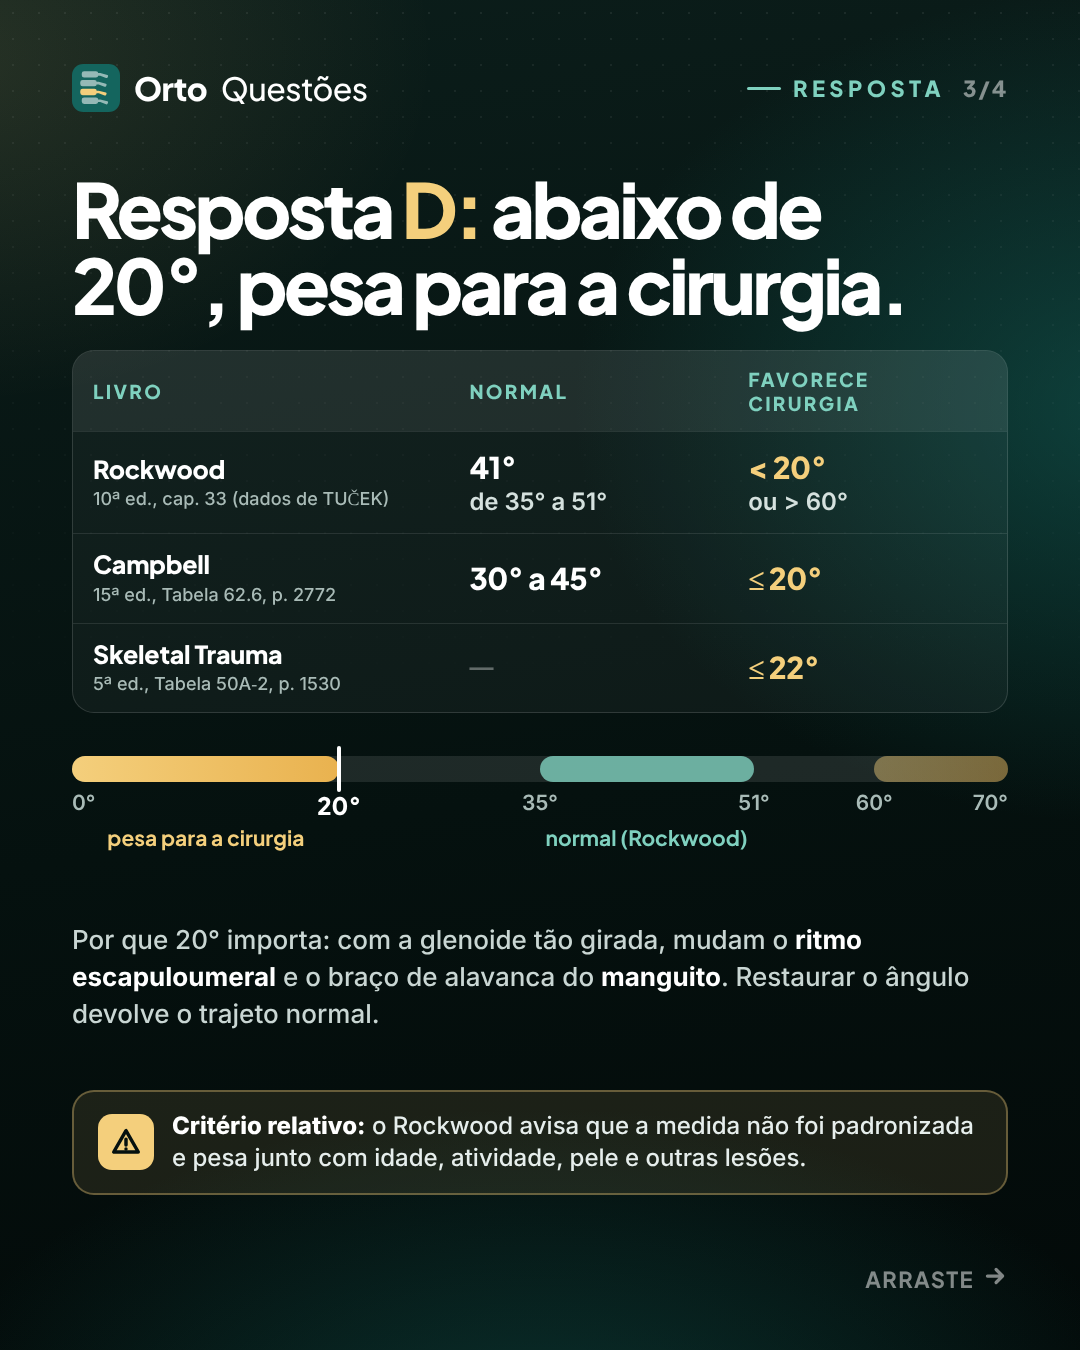 Orto Questões
RESPOSTA 3/4
Resposta D: abaixo de
20°, pesa para a cirurgia.
LIVRO NORMAL FAVORECE CIRURGIA
Rockwood 41° < 20°
10ª ed., cap. 33 (dados de TUČEK) de 35° a 51° ou > 60°
Campbell
15ª ed., Tabela 62.6, p. 2772
30° a 45° ≤ 20°
Skeletal Trauma
5ª ed., Tabela 50A-2, p. 1530
— ≤ 22°
0° 20° 35° 51° 60° 70°
pesa para a cirurgia normal (Rockwood)
Por que 20° importa: com a glenoide tão girada, mudam o ritmo
escapuloumeral e o braço de alavanca do manguito. Restaurar o ângulo
devolve o trajeto normal.
Critério relativo: o Rockwood avisa que a medida não foi padronizada
e pesa junto com idade, atividade, pele e outras lesões.
ARRASTE →